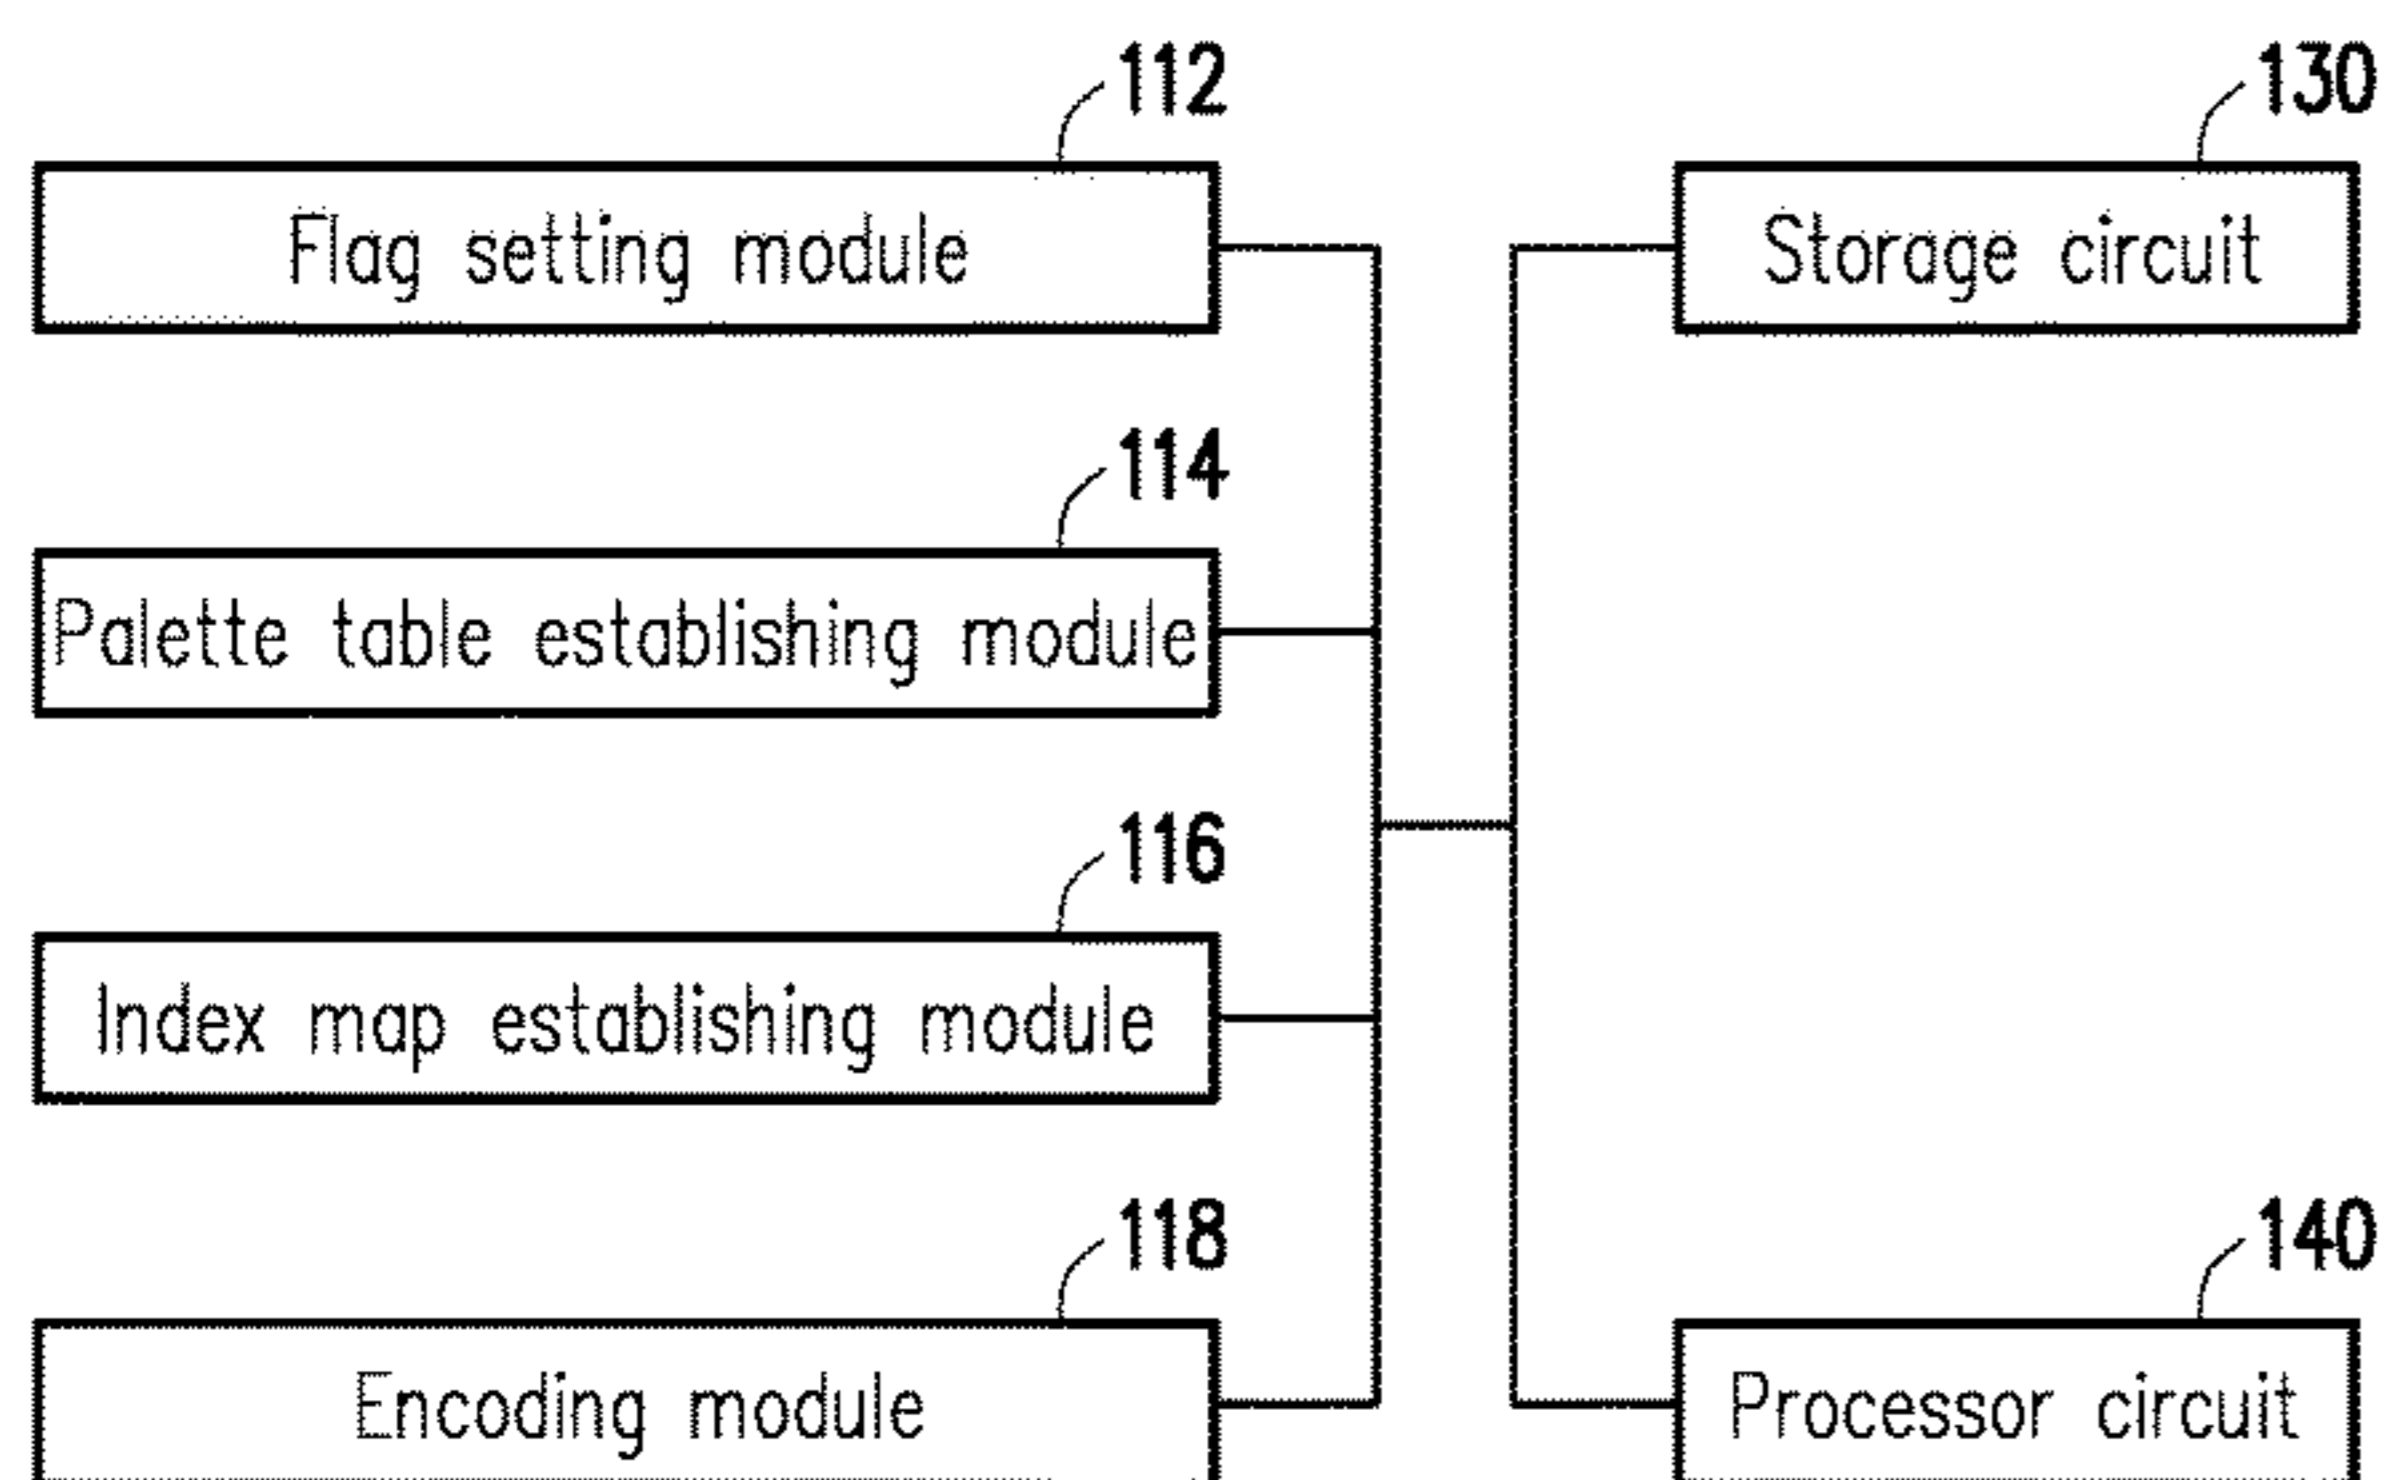 112
130
Flag setting module
Storage circuit
114
Palette table establishing module
116
Index map establishing module
118
140
Encoding module
Processor circuit